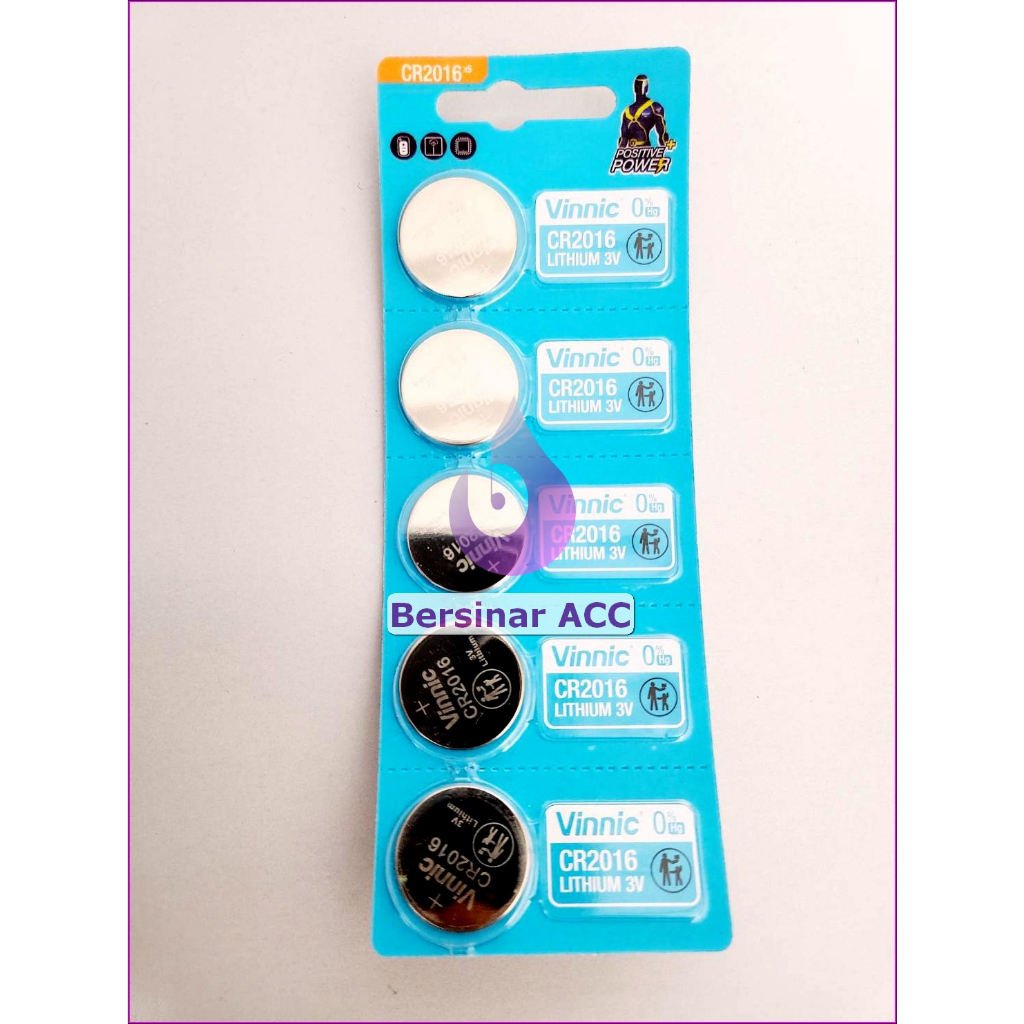 CR2016 x5
POSITIVE
POWER+
Vinnic 0% Hg
CR2016
LITHIUM 3V
Vinnic 0% Hg
CR2016
LITHIUM 3V
Vinnic 0% Hg
CR2016
LITHIUM 3V
+ Vinnic
Bersinar ACC
+ Vinnic
CR2016
3V
Lithium
Vinnic 0% Hg
CR2016
LITHIUM 3V
+ Vinnic
CR2016
3V
Lithium
Vinnic 0% Hg
CR2016
LITHIUM 3V